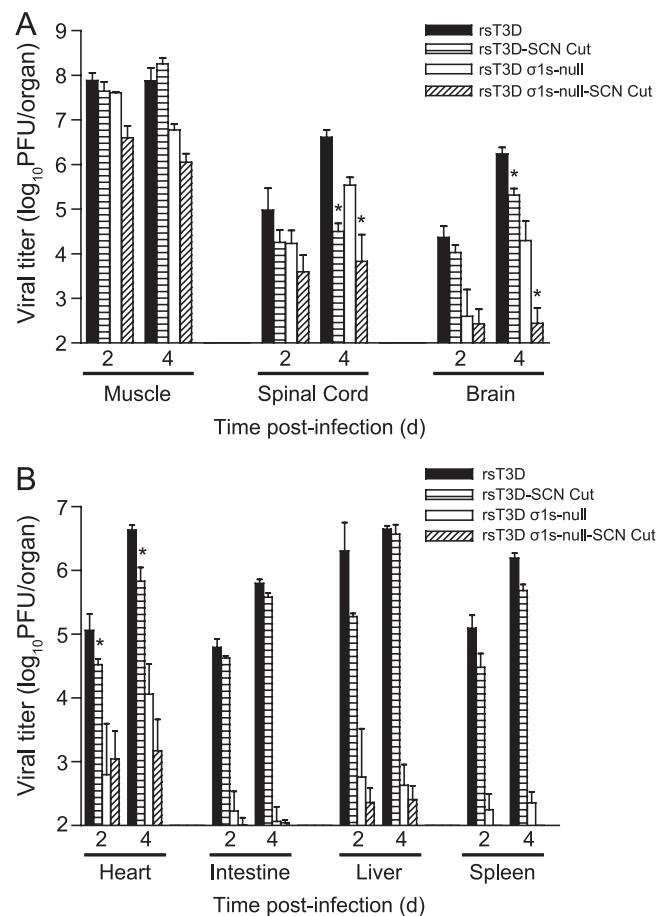 A
rsT3D
rsT3D-SCN Cut
rsT3D σ1s-null
rsT3D σ1s-null-SCN Cut
Viral titer (log10PFU/organ)
9
8
7
6
5
4
3
2
* * * *
2 4 2 4 2 4
Muscle Spinal Cord Brain
Time post-infection (d)
B
rsT3D
rsT3D-SCN Cut
rsT3D σ1s-null
rsT3D σ1s-null-SCN Cut
Viral titer (log10PFU/organ)
7
6
5
4
3
2
* *
2 4 2 4 2 4 2 4
Heart Intestine Liver Spleen
Time post-infection (d)